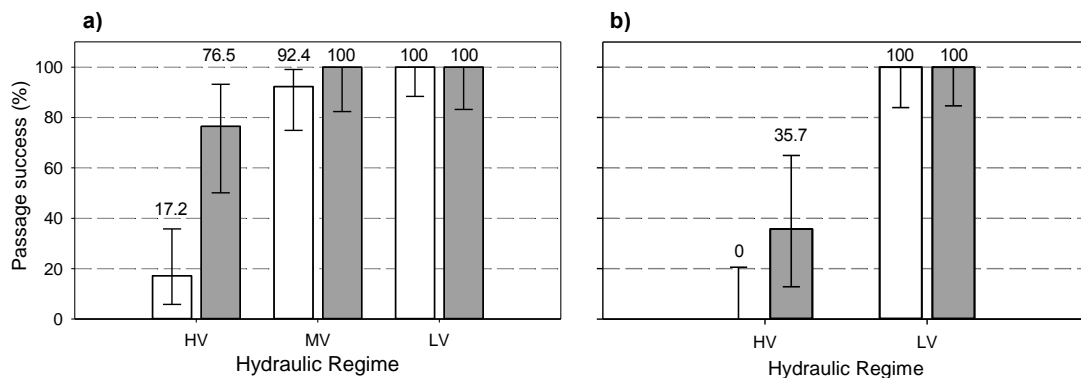 a)
b)
76.5 92.4 100 100 100
100 100
17.2
0
35.7
100
80
60
40
20
0
Passage success (%)
HV MV LV
HV LV
Hydraulic Regime
Hydraulic Regime